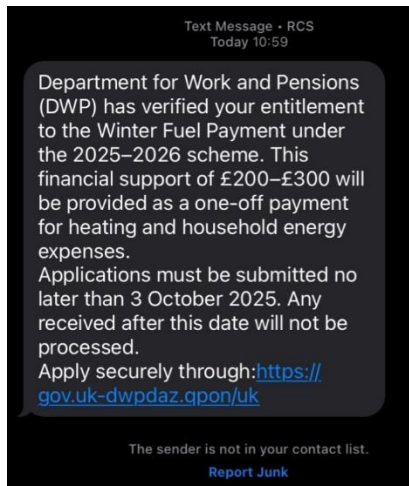 Text Message • RCS
Today 10:59
Department for Work and Pensions
(DWP) has verified your entitlement
to the Winter Fuel Payment under
the 2025–2026 scheme. This
financial support of £200–£300 will
be provided as a one-off payment
for heating and household energy
expenses.
Applications must be submitted no
later than 3 October 2025. Any
received after this date will not be
processed.
Apply securely through:https://
gov.uk-dwpdaz.qpon/uk
The sender is not in your contact list.
Report Junk